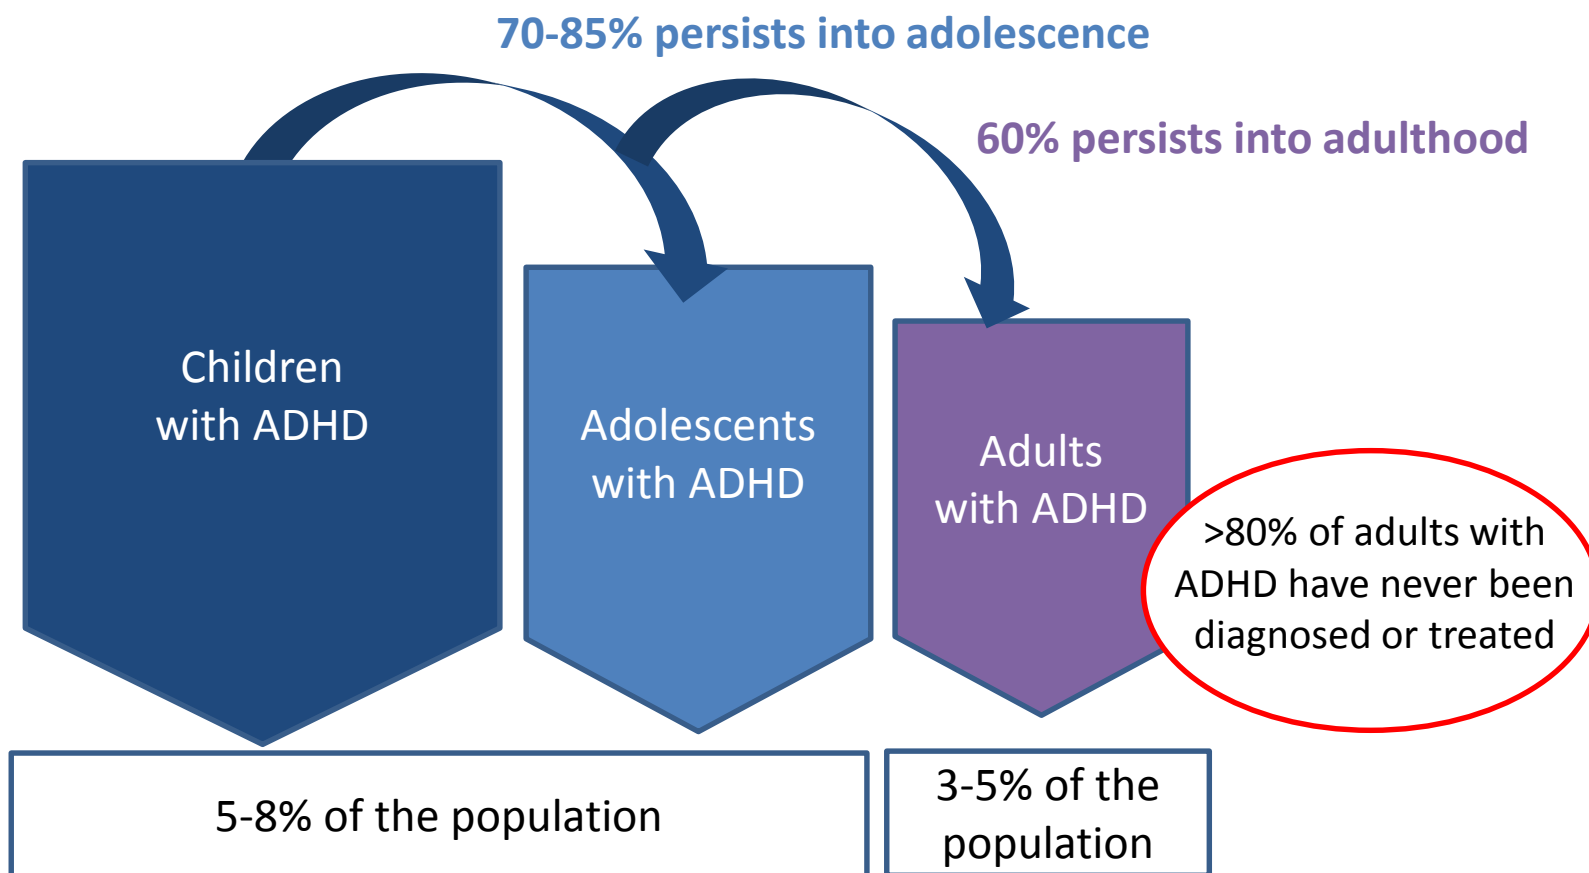 70-85% persists into adolescence
60% persists into adulthood
Children
with ADHD
Adolescents
with ADHD
Adults
with ADHD
>80% of adults with
ADHD have never been
diagnosed or treated
5-8% of the population
3-5% of the
population